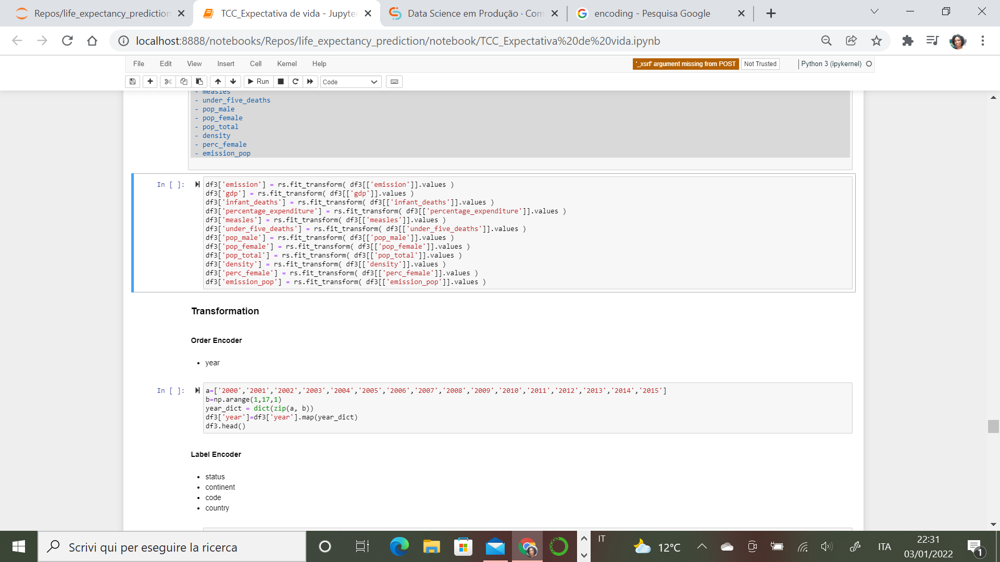 Repos/life_expectancy_prediction
TCC_Expectativa de vida - Jupyte
Data Science em Produção · Com
encoding - Pesquisa Google
localhost:8888/notebooks/Repos/life_expectancy_prediction/notebook/TCC_Expectativa%20de%20vida.ipynb
File Edit View Insert Cell Kernel Help
'_xsrf' argument missing from POST
Not Trusted
Python 3 (ipykernel)
Run
Code
- measles
- under_five_deaths
- pop_male
- pop_female
- pop_total
- density
- perc_female
- emission_pop
In [ ]:
df3['emission'] = rs.fit_transform( df3[['emission']].values )
df3['gdp'] = rs.fit_transform( df3[['gdp']].values )
df3['infant_deaths'] = rs.fit_transform( df3[['infant_deaths']].values )
df3['percentage_expenditure'] = rs.fit_transform( df3[['percentage_expenditure']].values )
df3['measles'] = rs.fit_transform( df3[['measles']].values )
df3['under_five_deaths'] = rs.fit_transform( df3[['under_five_deaths']].values )
df3['pop_male'] = rs.fit_transform( df3[['pop_male']].values )
df3['pop_female'] = rs.fit_transform( df3[['pop_female']].values )
df3['pop_total'] = rs.fit_transform( df3[['pop_total']].values )
df3['density'] = rs.fit_transform( df3[['density']].values )
df3['perc_female'] = rs.fit_transform( df3[['perc_female']].values )
df3['emission_pop'] = rs.fit_transform( df3[['emission_pop']].values )
Transformation
Order Encoder
• year
In [ ]:
a=['2000','2001','2002','2003','2004','2005','2006','2007','2008','2009','2010','2011','2012','2013','2014','2015']
b=np.arange(1,17,1)
year_dict = dict(zip(a, b))
df3['year']=df3['year'].map(year_dict)
df3.head()
Label Encoder
• status
• continent
• code
• country
Scrivi qui per eseguire la ricerca
IT
12°C
ITA
22:31
03/01/2022
1